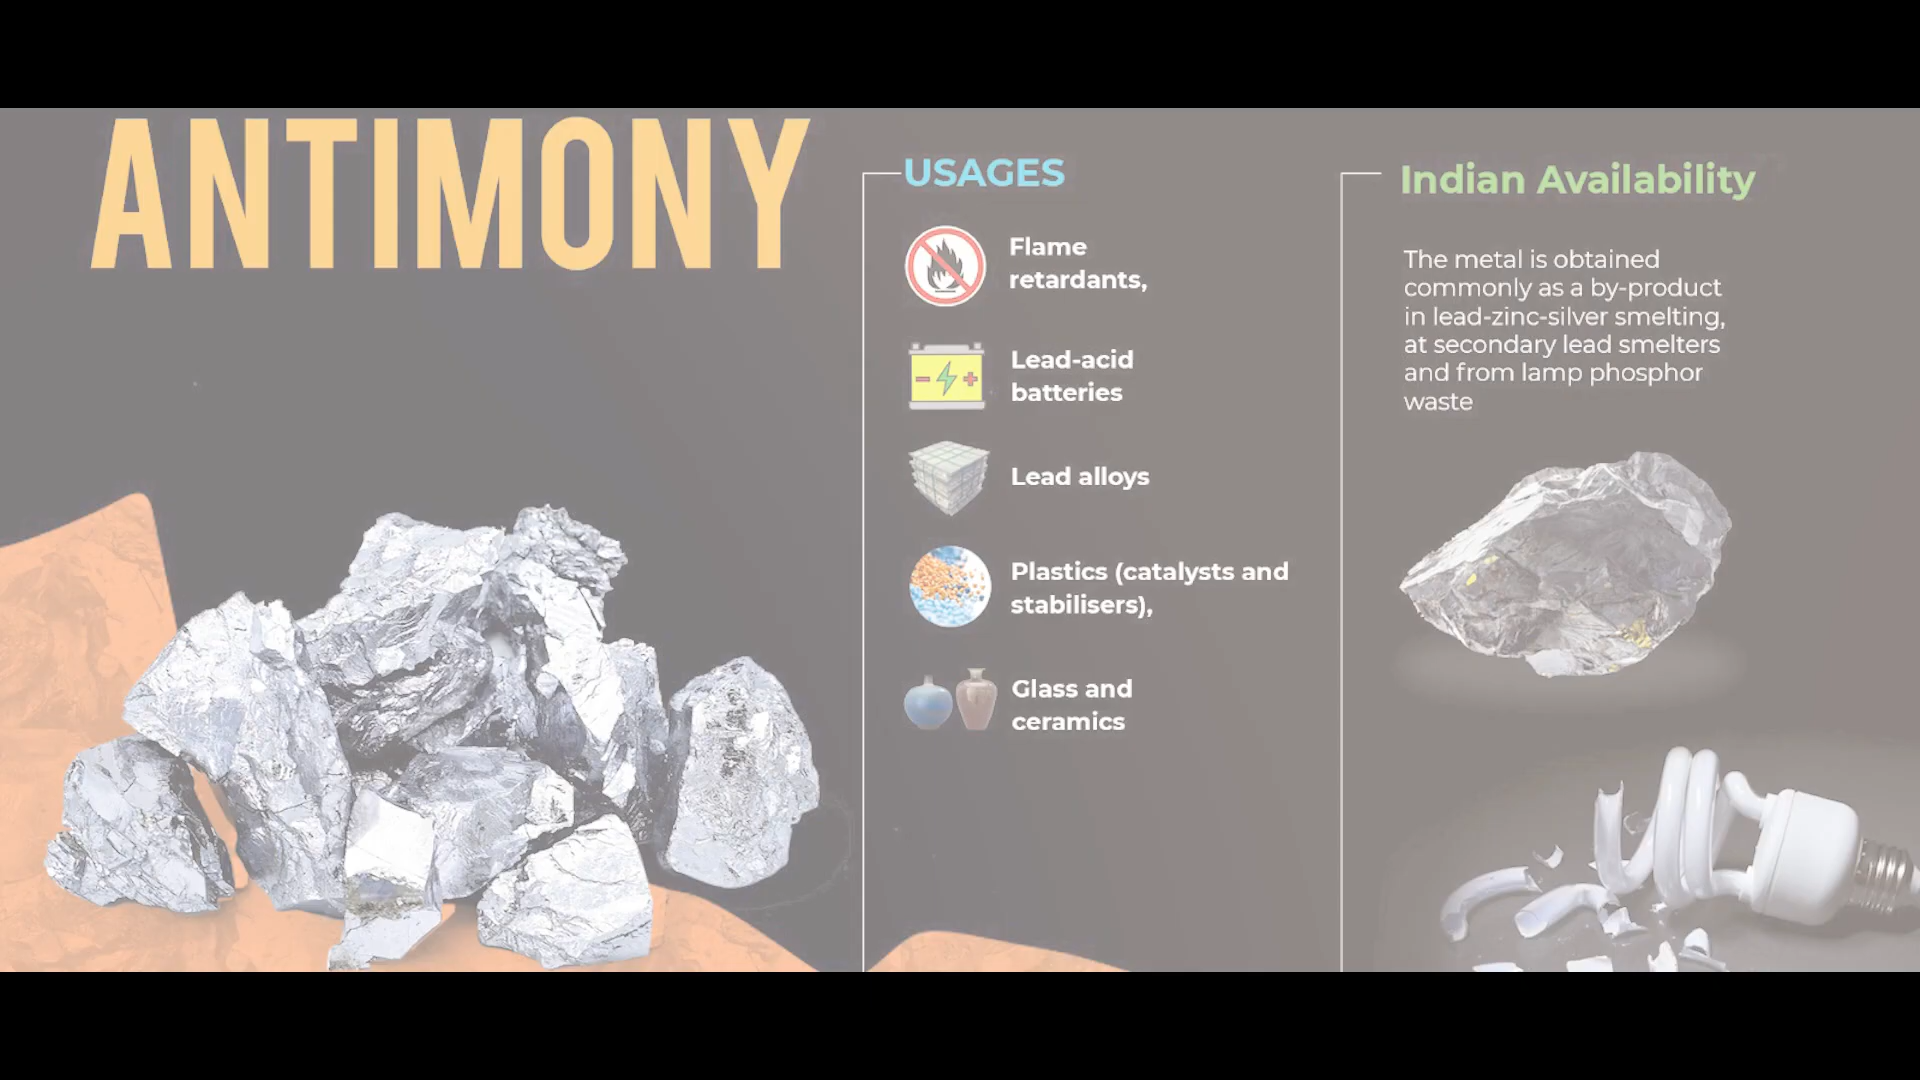 ANTIMONY
USAGES
Flame
retardants,
Lead-acid
batteries
Lead alloys
Plastics (catalysts and
stabilisers),
Glass and
ceramics
Indian Availability
The metal is obtained
commonly as a by-product
in lead-zinc-silver smelting,
at secondary lead smelters
and from lamp phosphor
waste